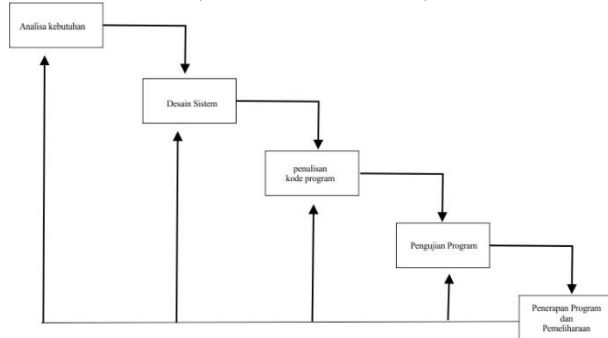 Analisa kebutuhan
Desain Sistem
penulisan
kode program
Pengujian Program
Penerapan Program
dan
Pemeliharaan